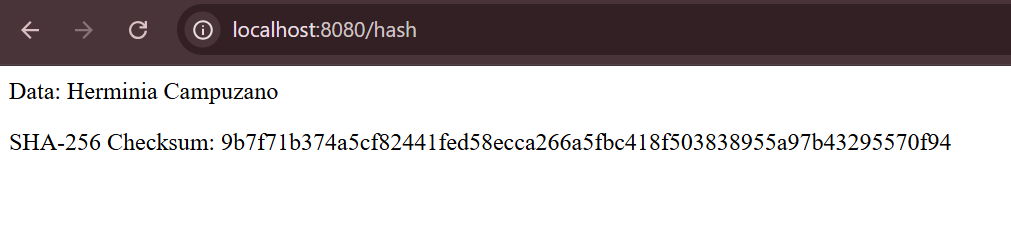 localhost:8080/hash
Data: Herminia Campuzano
SHA-256 Checksum: 9b7f71b374a5cf82441fed58ecca266a5fbc418f503838955a97b43295570f94